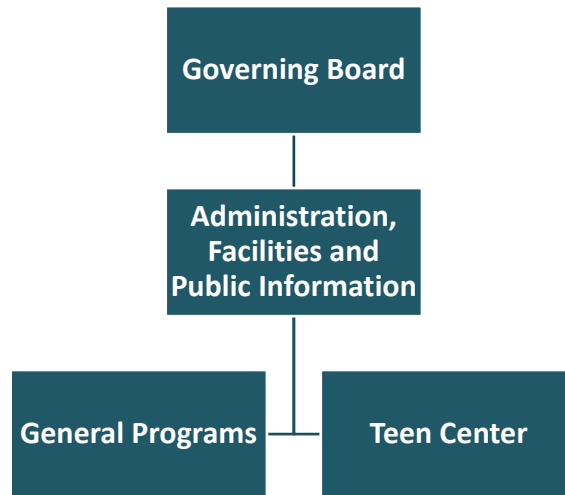 Governing Board
Administration,
Facilities and
Public Information
General Programs
Teen Center